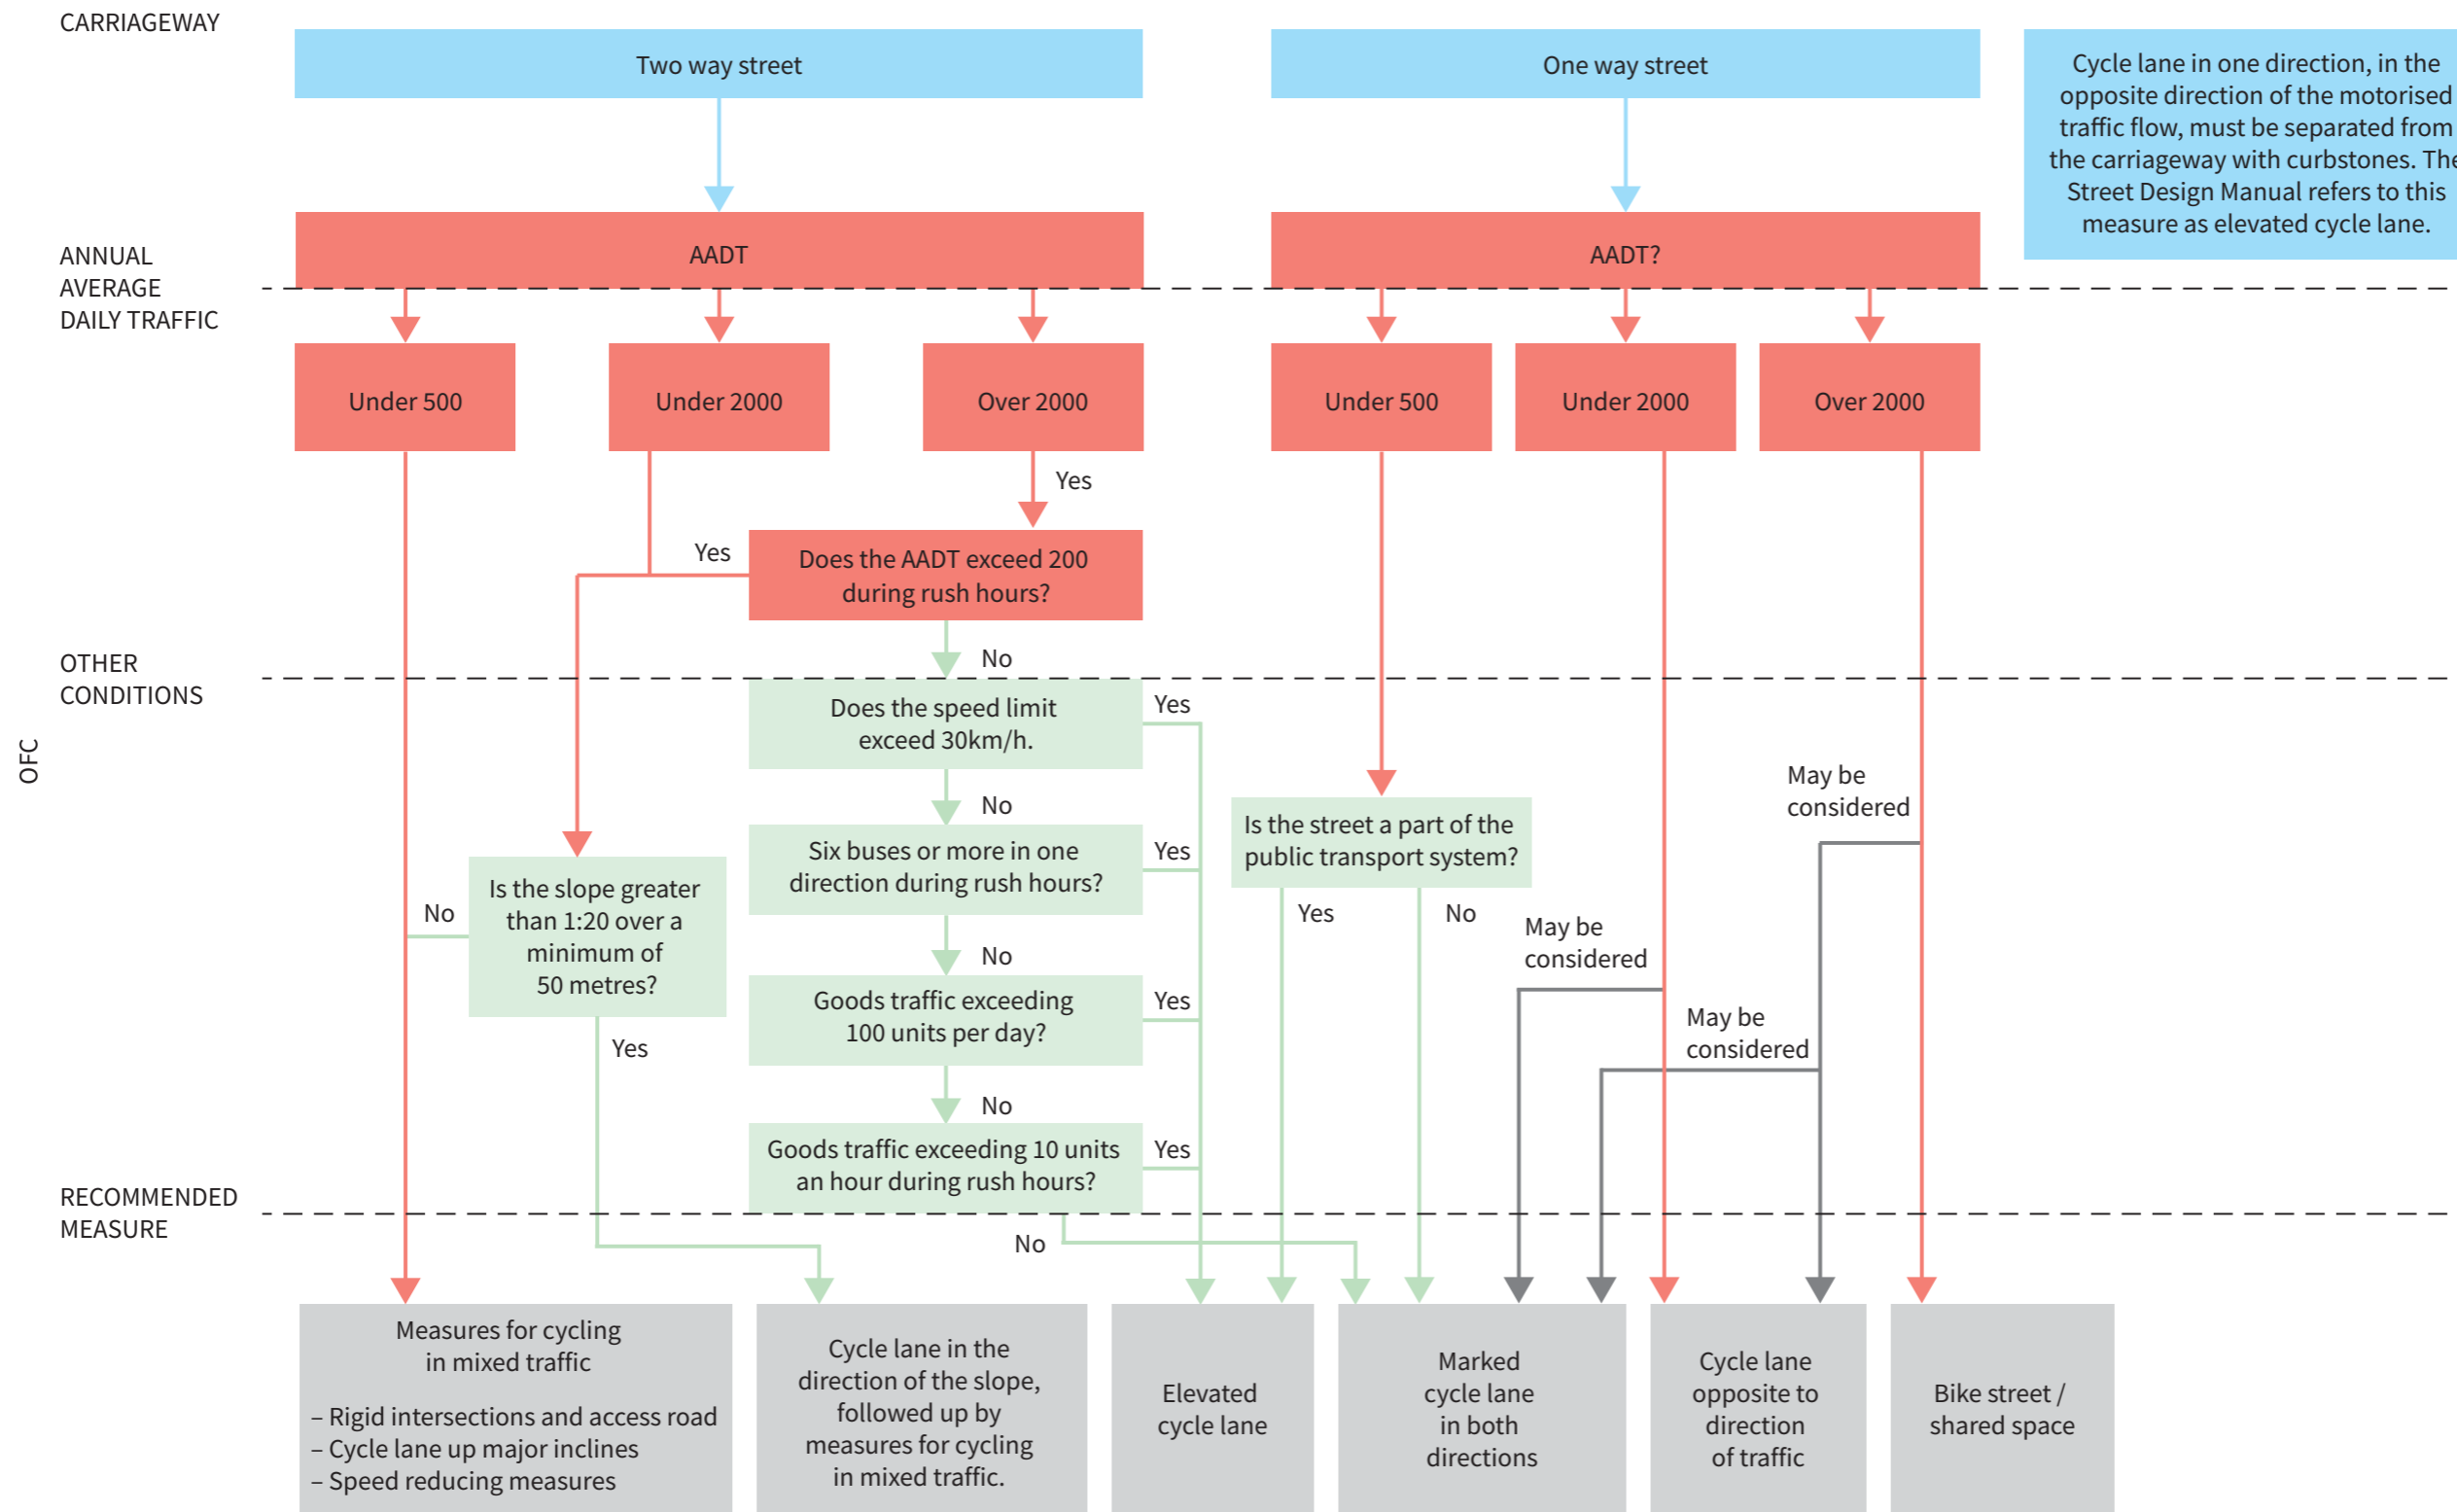 CARRIAGEWAY
Two way street
One way street
Cycle lane in one direction, in the
opposite direction of the motorised
traffic flow, must be separated from
the carriageway with curbstones. The
Street Design Manual refers to this
measure as elevated cycle lane.
ANNUAL
AVERAGE
DAILY TRAFFIC
AADT
AADT?
Under 500
Under 2000
Over 2000
Under 500
Under 2000
Over 2000
Yes
Yes
Does the AADT exceed 200
during rush hours?
No
OTHER
CONDITIONS
OFC
Does the speed limit
exceed 30km/h.
Yes
No
Six buses or more in one
direction during rush hours?
Yes
No
Is the slope greater
than 1:20 over a
minimum of
50 metres?
No
Yes
Goods traffic exceeding
100 units per day?
Yes
No
Goods traffic exceeding 10 units
an hour during rush hours?
Yes
No
Is the street a part of the
public transport system?
Yes
No
May be
considered
May be
considered
May be
considered
RECOMMENDED
MEASURE
Measures for cycling
in mixed traffic
– Rigid intersections and access road
– Cycle lane up major inclines
– Speed reducing measures
Cycle lane in the
direction of the slope,
followed up by
measures for cycling
in mixed traffic.
Elevated
cycle lane
Marked
cycle lane
in both
directions
Cycle lane
opposite to
direction
of traffic
Bike street /
shared space